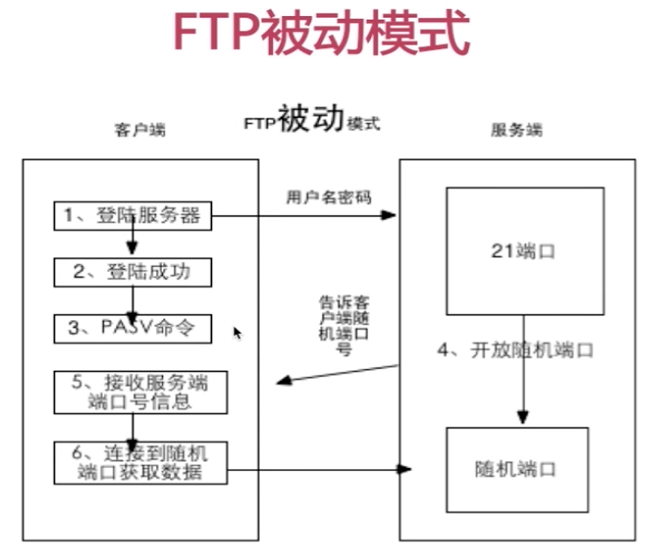 FTP被动模式
客户端
FTP被动模式
服务端
1、登陆服务器
用户名密码
21端口
2、登陆成功
3、PASV命令
告诉客
户端随
机端口
号
4、开放随机端口
5、接收服务端
端口号信息
6、连接到随机
端口获取数据
随机端口